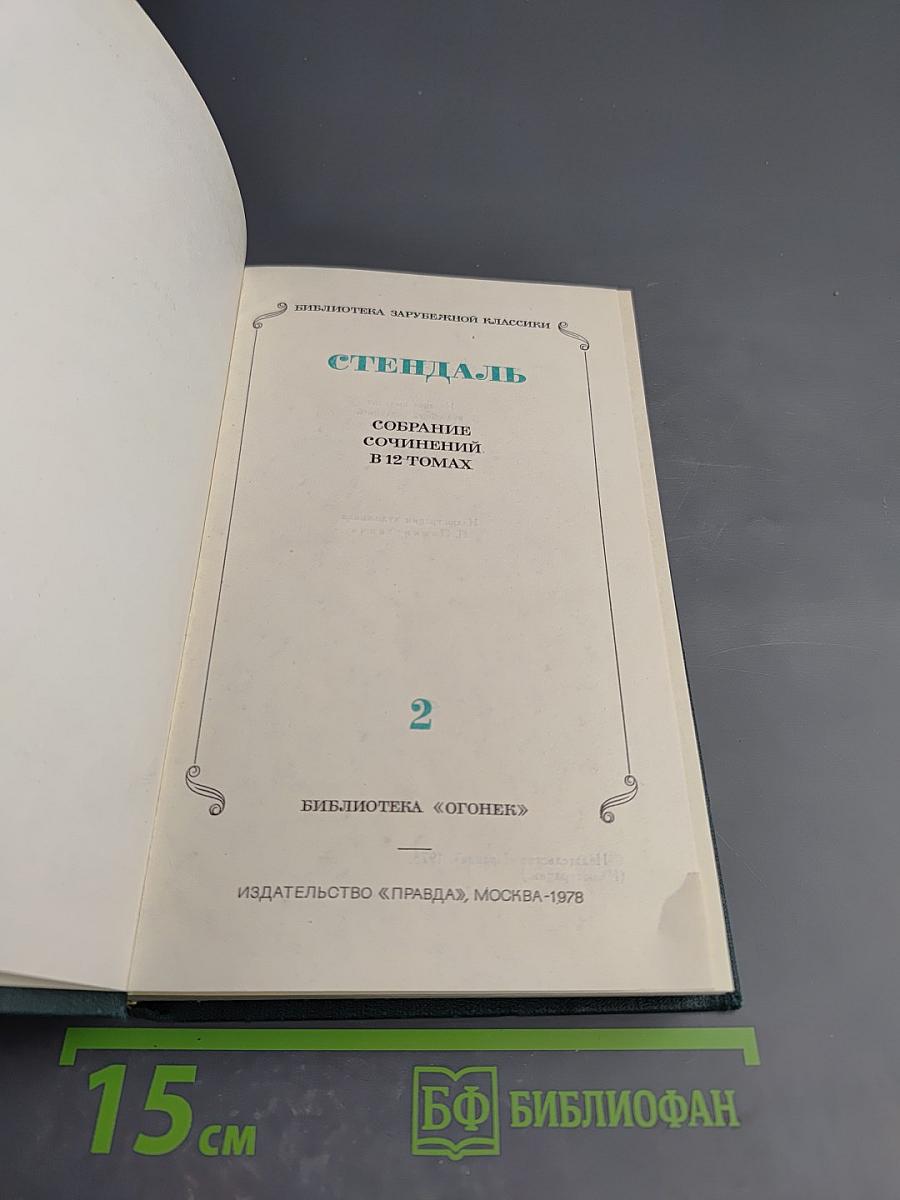 БИБЛИОТЕКА ЗАРУБЕЖНОЙ КЛАССИКИ
СТЕНДАЛЬ
СОБРАНИЕ
СОЧИНЕНИЙ
В 12 ТОМАХ
2
БИБЛИОТЕКА «ОГОНЕК»
ИЗДАТЕЛЬСТВО «ПРАВДА», МОСКВА-1978
15 см
БФ БИБЛИОФАН